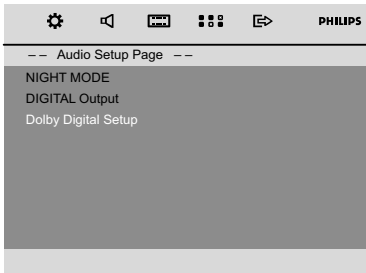 PHILIPS
-- Audio Setup Page --
NIGHT MODE
DIGITAL Output
Dolby Digital Setup